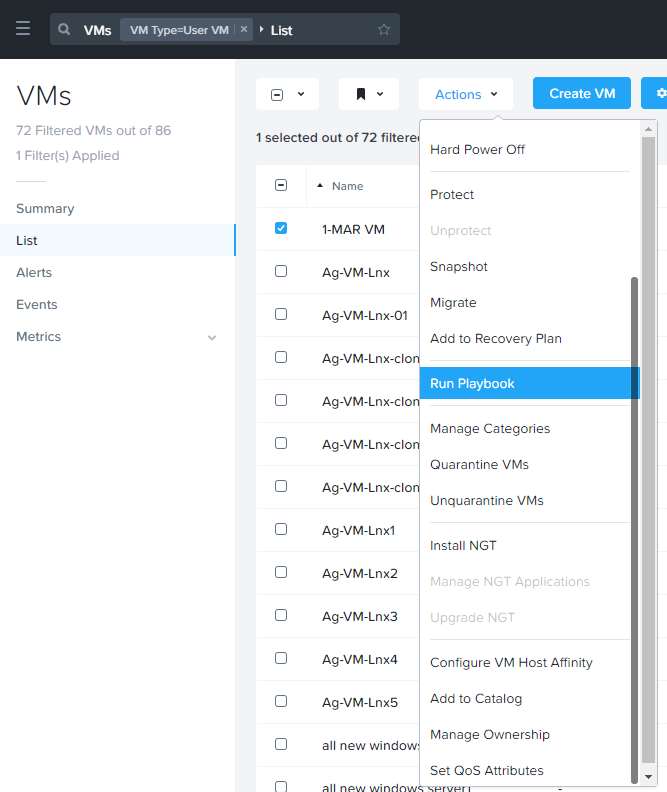 VMs VM Type=User VM × List
VMs
72 Filtered VMs out of 86
1 Filter(s) Applied
Summary
List
Alerts
Events
Metrics
Actions Create VM
1 selected out of 72 filtere
Name
1-MAR VM
Ag-VM-Lnx
Ag-VM-Lnx-01
Ag-VM-Lnx-clon
Ag-VM-Lnx-clon
Ag-VM-Lnx-clon
Ag-VM-Lnx-clon
Ag-VM-Lnx1
Ag-VM-Lnx2
Ag-VM-Lnx3
Ag-VM-Lnx4
Ag-VM-Lnx5
all new windows
all new windows server1
Hard Power Off
Protect
Unprotect
Snapshot
Migrate
Add to Recovery Plan
Run Playbook
Manage Categories
Quarantine VMs
Unquarantine VMs
Install NGT
Manage NGT Applications
Upgrade NGT
Configure VM Host Affinity
Add to Catalog
Manage Ownership
Set QoS Attributes